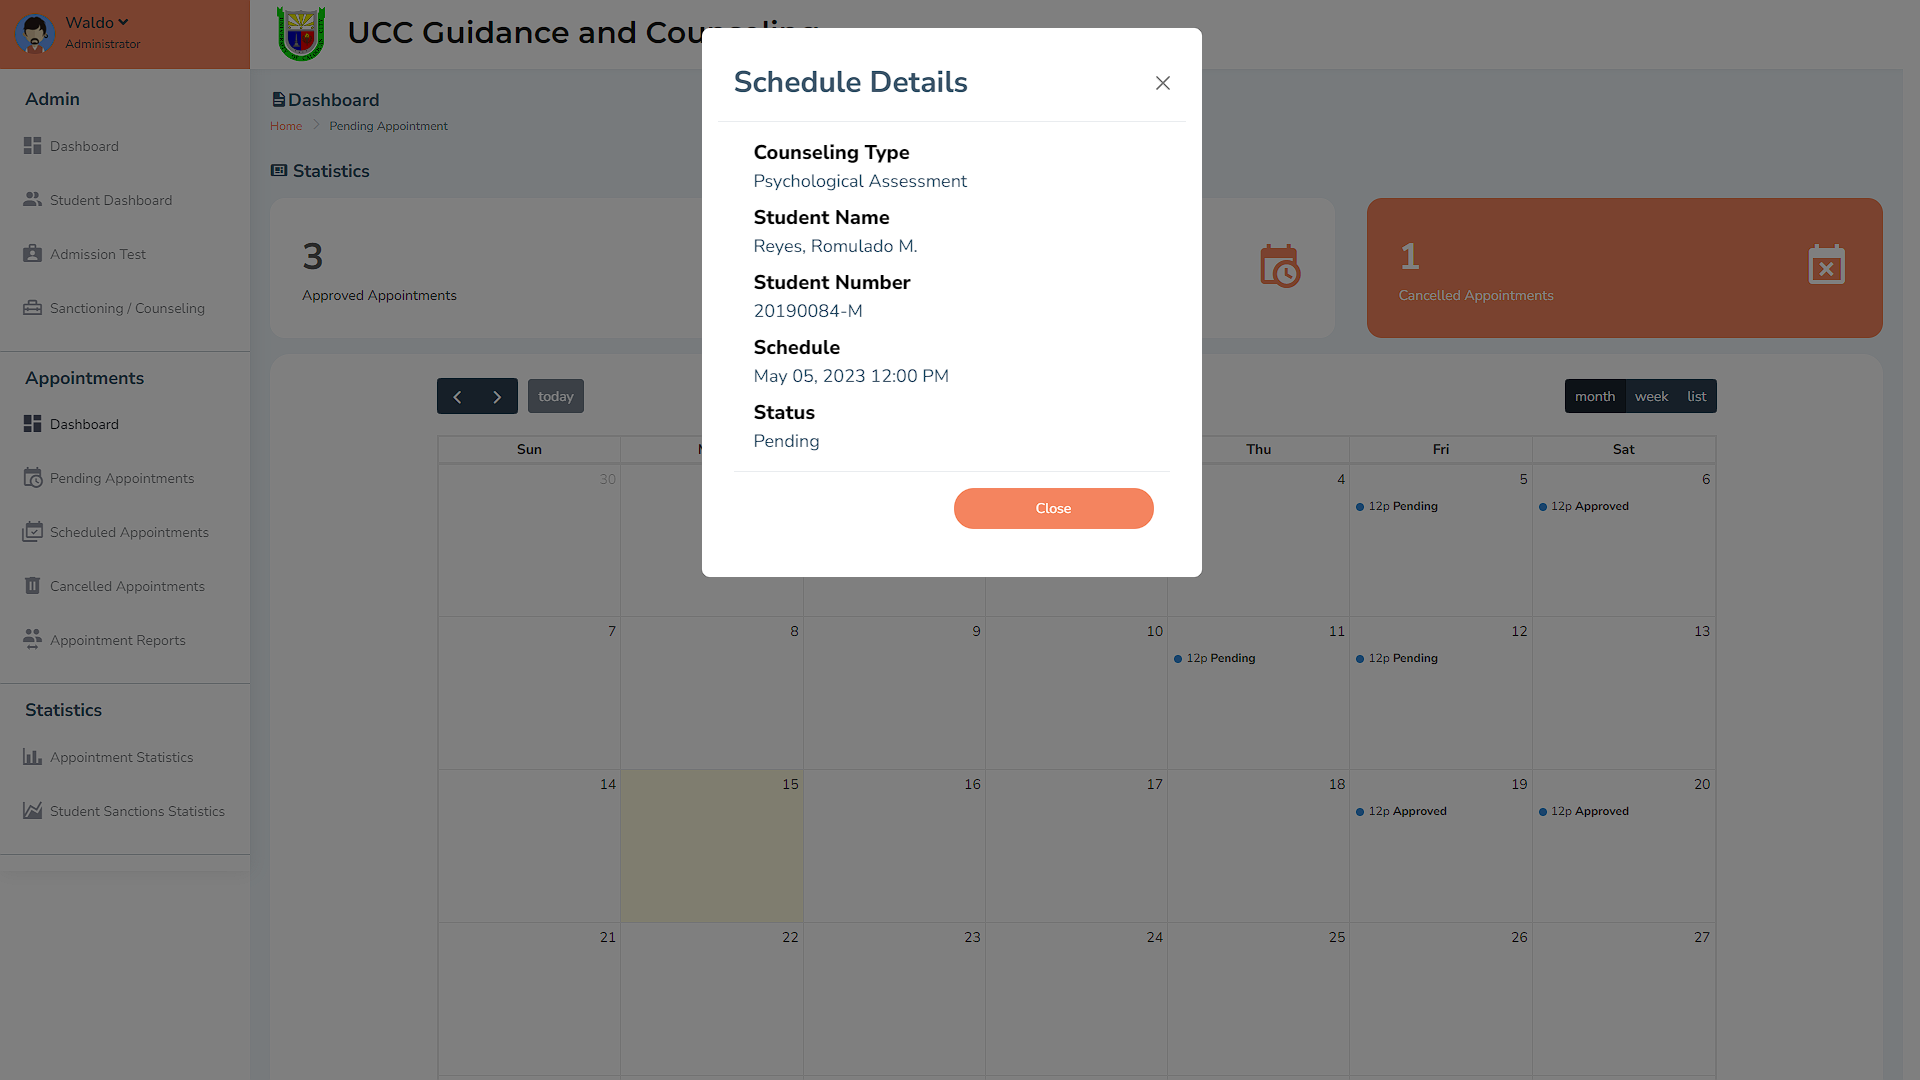 Waldo
Administrator
UCC Guidance and Counseling
Admin
Dashboard
Student Dashboard
Admission Test
Sanctioning / Counseling
Appointments
Dashboard
Pending Appointments
Scheduled Appointments
Cancelled Appointments
Appointment Reports
Statistics
Appointment Statistics
Student Sanctions Statistics
Dashboard
Home > Pending Appointment
Statistics
3
Approved Appointments
1
Cancelled Appointments
Schedule Details
Counseling Type
Psychological Assessment
Student Name
Reyes, Romulado M.
Student Number
20190084-M
Schedule
May 05, 2023 12:00 PM
Status
Pending
Close
today
month week list
Sun Thu Fri Sat
30 4 5 6
12p Pending 12p Approved
7 8 9 10 11 12 13
12p Pending 12p Pending
14 15 16 17 18 19 20
12p Approved 12p Approved
21 22 23 24 25 26 27